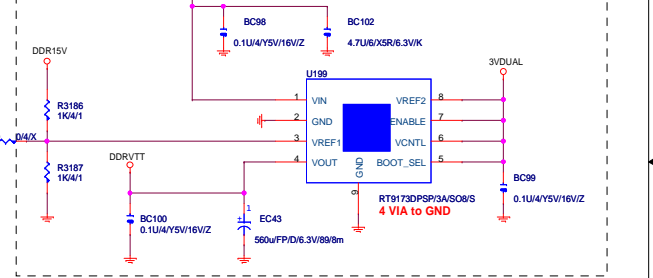 BC98
0.1U/4/Y5V/16V/Z
BC102
4.7U/6/X5R/6.3V/K
DDR15V
3VDUAL
U199
R3186
1K/4/1
1
VIN
VREF2
8
2
GND
ENABLE
7
0/4/X
3
VREF1
VCNTL
6
DDRVTT
4
VOUT
BOOT_SEL
5
R3187
1K/4/1
GND
9
BC99
0.1U/4/Y5V/16V/Z
RT9173DPSP/3A/SO8/S
4 VIA to GND
BC100
0.1U/4/Y5V/16V/Z
1
+
EC43
560u/FP/D/6.3V/89/8m